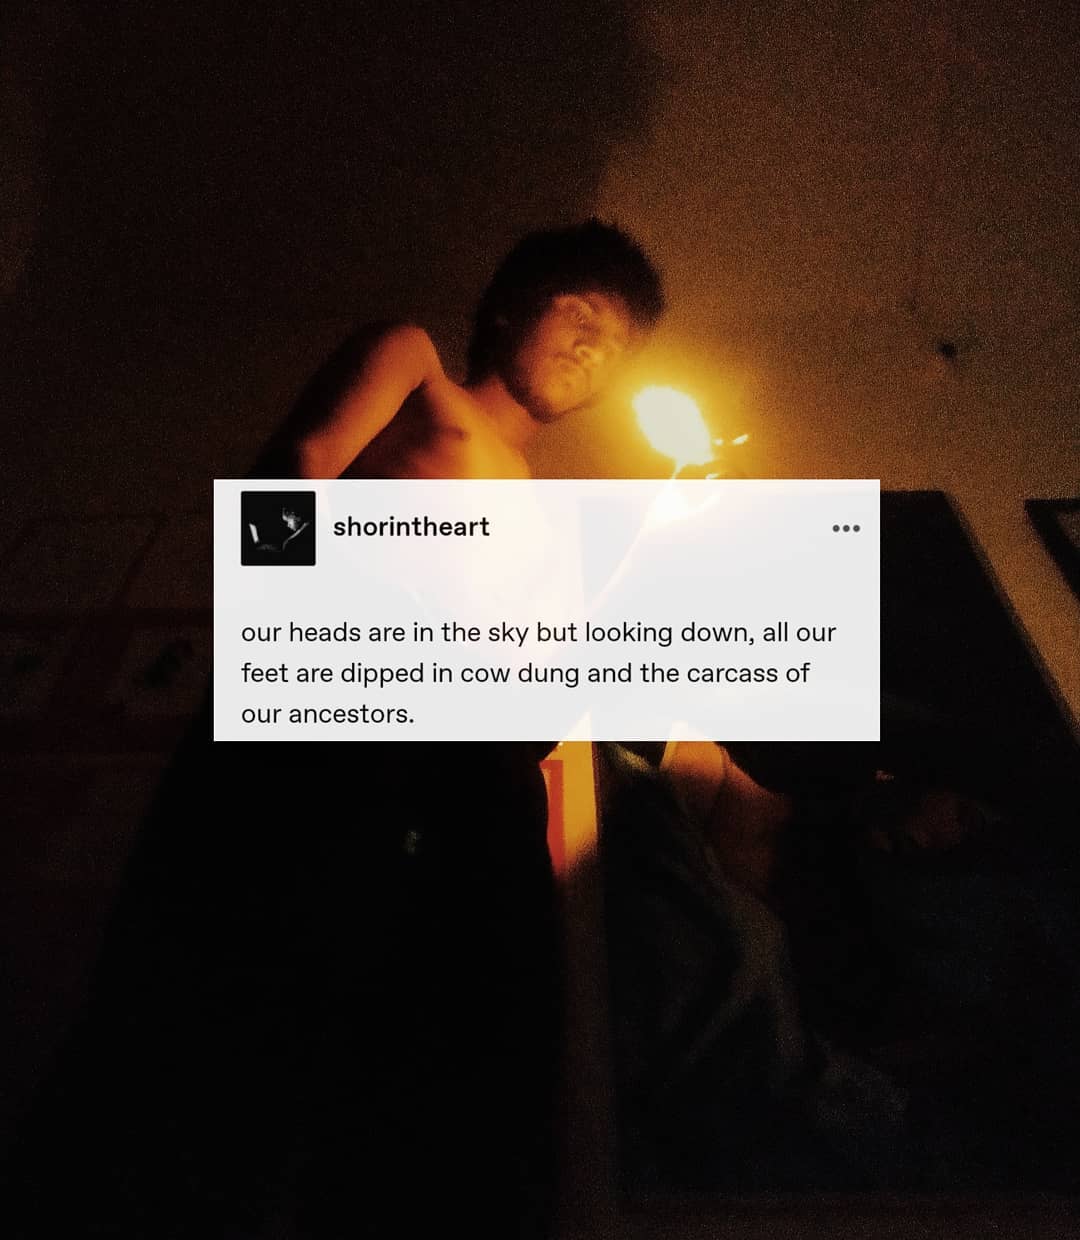 shorintheart
our heads are in the sky but looking down, all our
feet are dipped in cow dung and the carcass of
our ancestors.